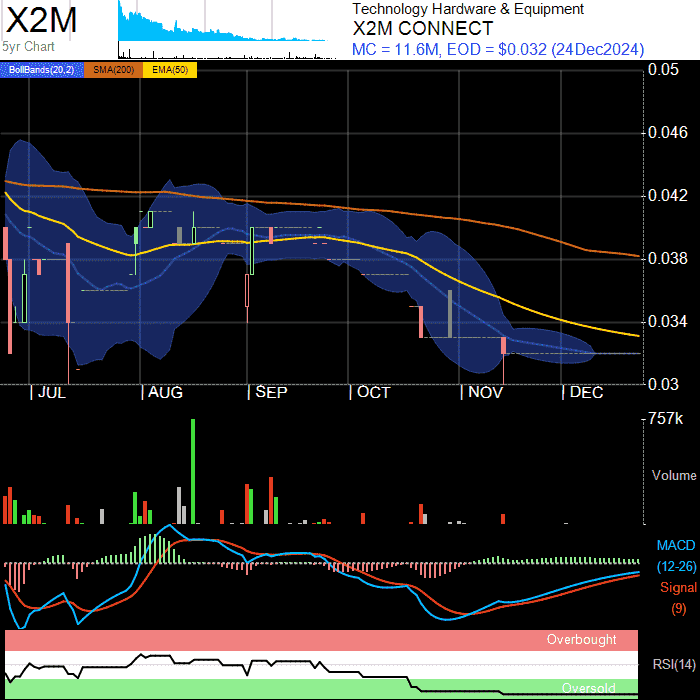 X2M
5yr Chart
Technology Hardware & Equipment
X2M CONNECT
MC = 11.6M, EOD = $0.032 (24Dec2024)
BollBands(20,2) SMA(200) EMA(50)
0.05
0.046
0.042
0.038
0.034
0.03
JUL AUG SEP OCT NOV DEC
757k
Volume
MACD
(12-26)
Signal
(9)
Overbought
RSI(14)
Oversold